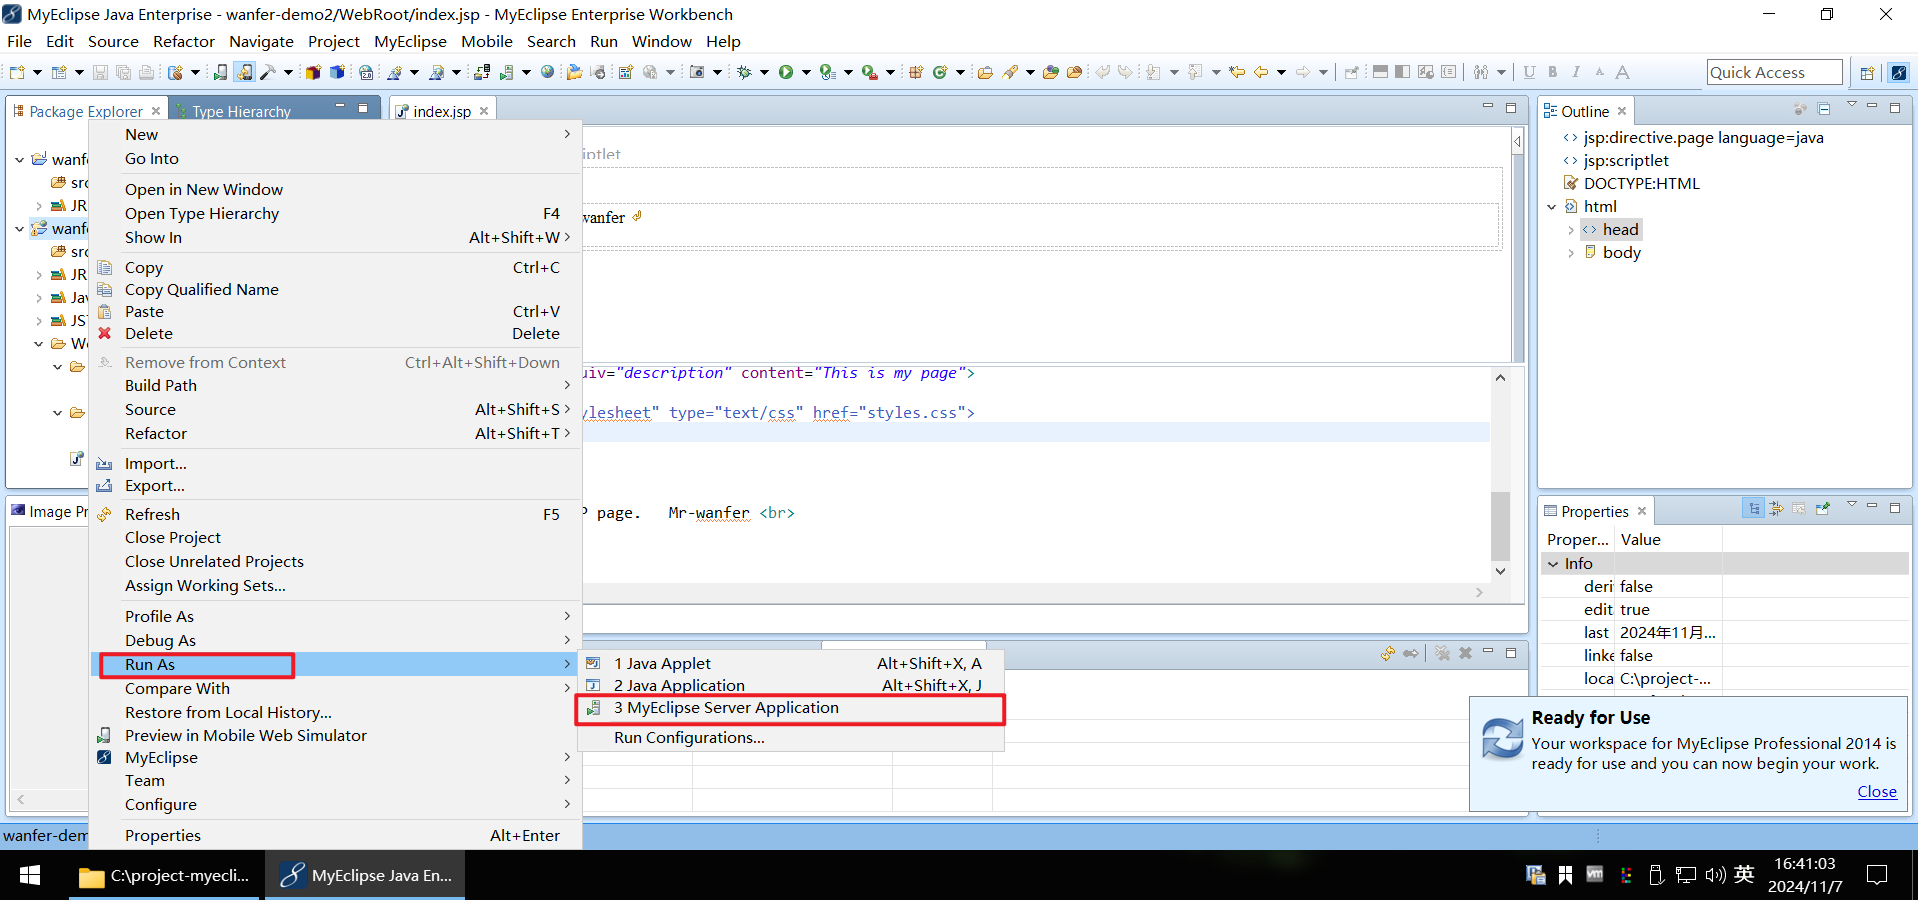 MyEclipse Java Enterprise - wanfer-demo2/WebRoot/index.jsp - MyEclipse Enterprise Workbench
File Edit Source Refactor Navigate Project MyEclipse Mobile Search Run Window Help
Quick Access
Package Explorer
Type Hierarchy
index.jsp
wanfe
src
JR
wanfe
src
JR
Jav
JS
We
Image Pr
wanfer-dem
New
Go Into
Open in New Window
Open Type Hierarchy F4
Show In Alt+Shift+W
Copy Ctrl+C
Copy Qualified Name
Paste Ctrl+V
Delete Delete
Remove from Context Ctrl+Alt+Shift+Down
Build Path
Source Alt+Shift+S
Refactor Alt+Shift+T
Import...
Export...
Refresh F5
Close Project
Close Unrelated Projects
Assign Working Sets...
Profile As
Debug As
Run As
Compare With
Restore from Local History...
Preview in Mobile Web Simulator
MyEclipse
Team
Configure
Properties Alt+Enter
1 Java Applet Alt+Shift+X, A
2 Java Application Alt+Shift+X, J
3 MyEclipse Server Application
Run Configurations...
iptlet
wanfer
uiv="description" content="This is my page">
ylesheet" type="text/css" href="styles.css">
P page. Mr-wanfer <br>
Outline
jsp:directive.page language=java
jsp:scriptlet
DOCTYPE:HTML
html
head
body
Properties
Proper... Value
Info
deri false
edit true
last 2024年11月...
linke false
loca C:\project-...
Ready for Use
Your workspace for MyEclipse Professional 2014 is
ready for use and you can now begin your work.
Close
C:\project-myecli...
MyEclipse Java En...
英
16:41:03
2024/11/7